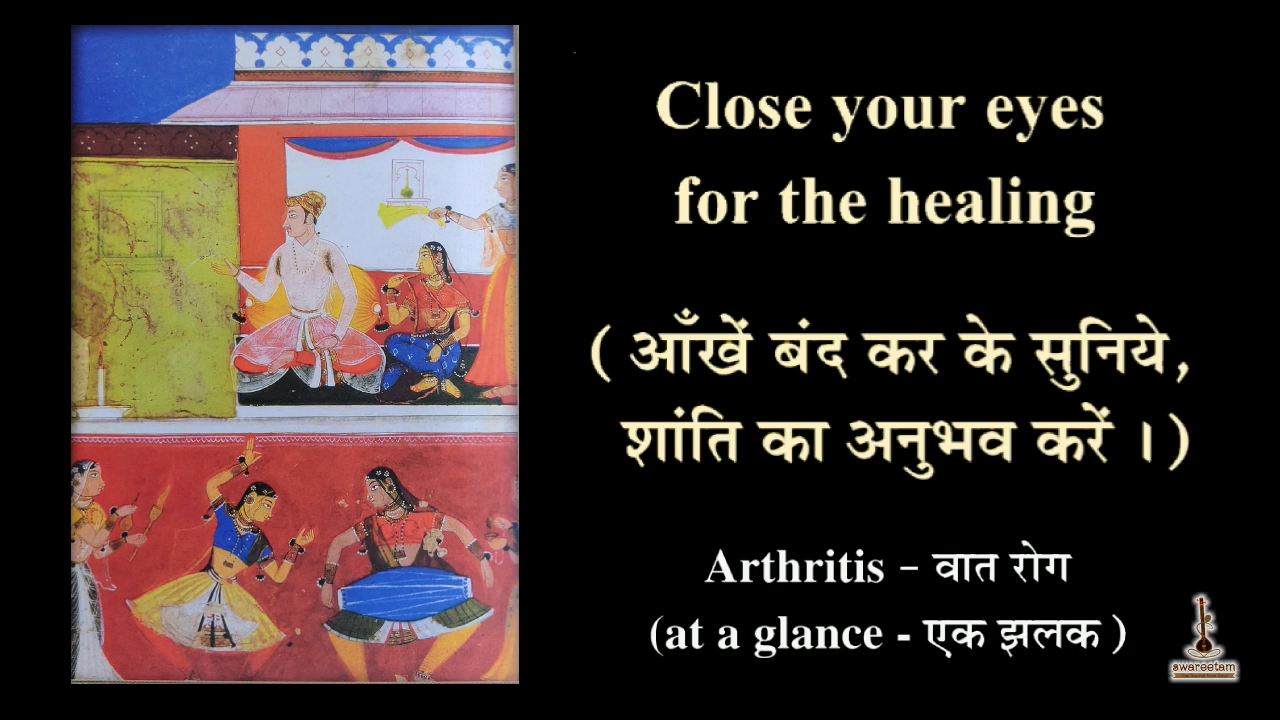 Close your eyes
for the healing
( आँखें बंद कर के सुनिये,
शांति का अनुभव करें । )
Arthritis - वात रोग
(at a glance - एक झलक )
swareetam